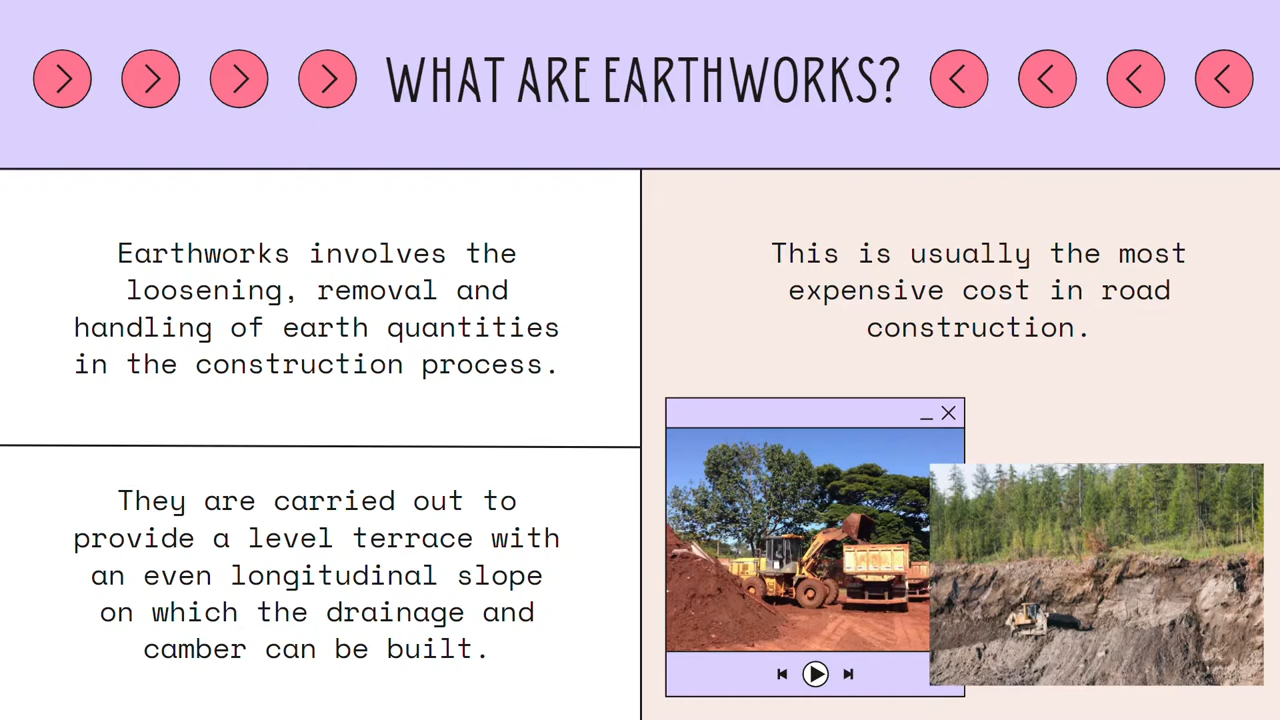 WHAT ARE EARTHWORKS?
Earthworks involves the
loosening, removal and
handling of earth quantities
in the construction process.
They are carried out to
provide a level terrace with
an even longitudinal slope
on which the drainage and
camber can be built.
This is usually the most
expensive cost in road
construction.